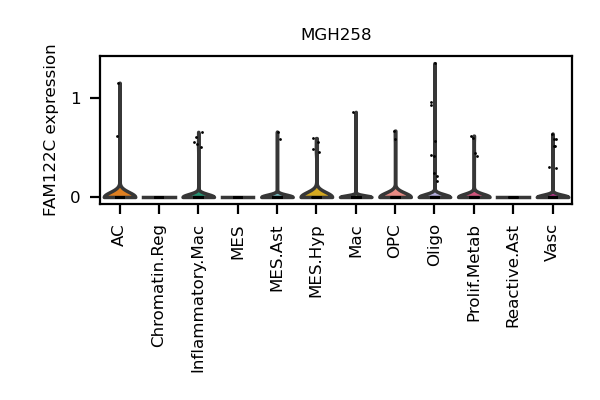 MGH258
FAM122C expression
1
0
AC
Chromatin.Reg
Inflammatory.Mac
MES
MES.Ast
MES.Hyp
Mac
OPC
Oligo
Prolif.Metab
Reactive.Ast
Vasc